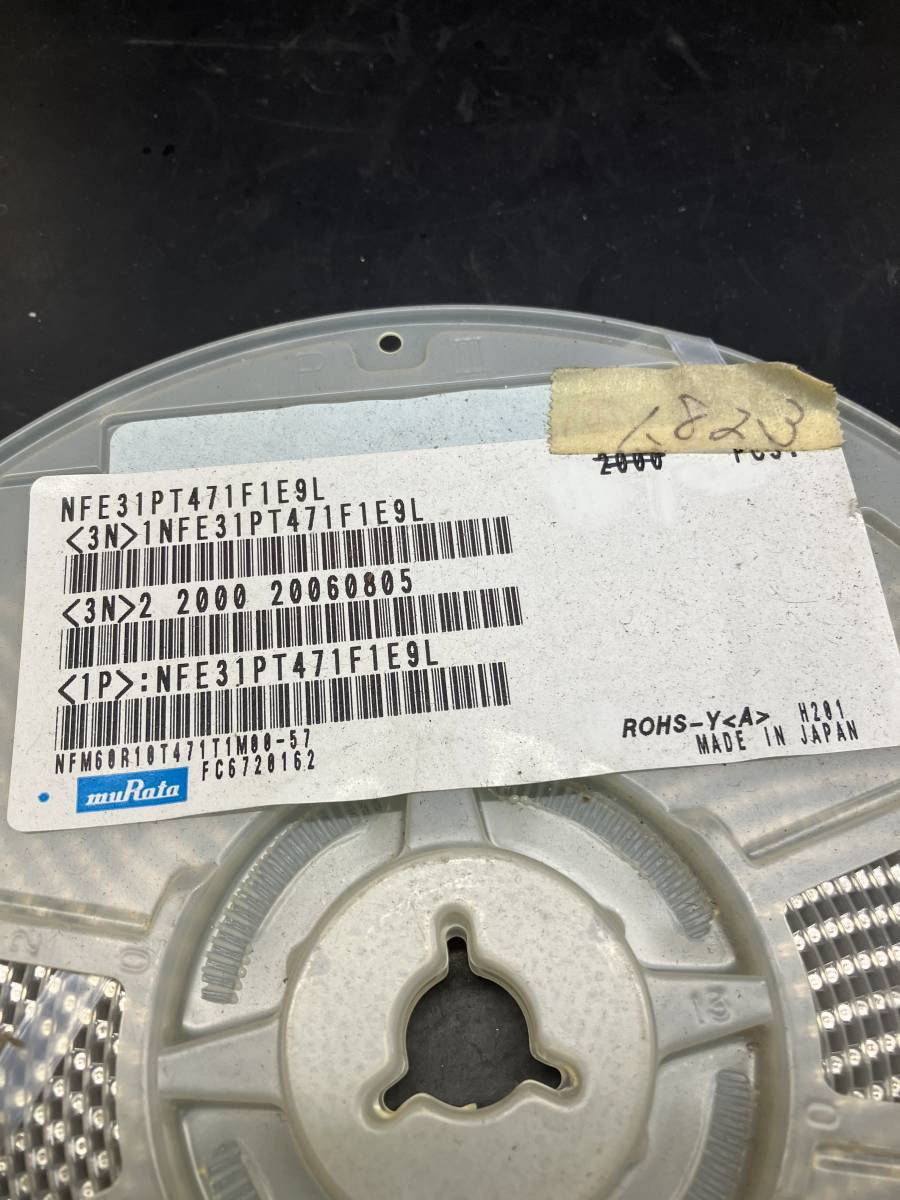 1823
2000 PCS.
NFE31PT471F1E9L
<3N>1NFE31PT471F1E9L
<3N>2 2000 20060805
<1P>:NFE31PT471F1E9L
NFM60R10T471T1M00-57
FC6720162
muRata
ROHS-Y<A> H201
MADE IN JAPAN